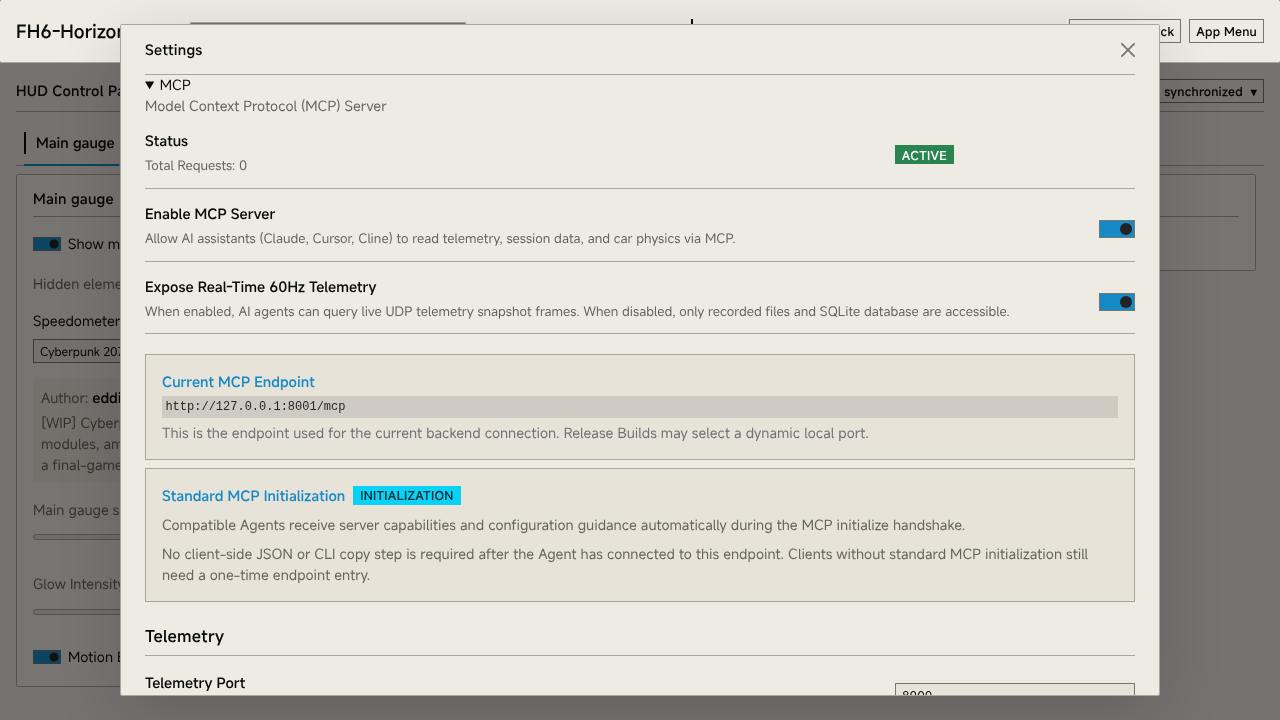 FH6-Horizon
ck
App Menu
Settings
▼ MCP
Model Context Protocol (MCP) Server
HUD Control Pa
synchronized ▾
Main gauge
Status
Total Requests: 0
ACTIVE
Main gauge
Enable MCP Server
Allow AI assistants (Claude, Cursor, Cline) to read telemetry, session data, and car physics via MCP.
Show m
Hidden eleme
Expose Real-Time 60Hz Telemetry
When enabled, AI agents can query live UDP telemetry snapshot frames. When disabled, only recorded files and SQLite database are accessible.
Speedometer
Cyberpunk 207
Current MCP Endpoint
http://127.0.0.1:8001/mcp
This is the endpoint used for the current backend connection. Release Builds may select a dynamic local port.
Author: eddi
[WIP] Cyber
modules, am
a final-game
Standard MCP Initialization INITIALIZATION
Compatible Agents receive server capabilities and configuration guidance automatically during the MCP initialize handshake.
No client-side JSON or CLI copy step is required after the Agent has connected to this endpoint. Clients without standard MCP initialization still
need a one-time endpoint entry.
Main gauge s
Glow Intensity
Telemetry
Motion B
Telemetry Port
8000